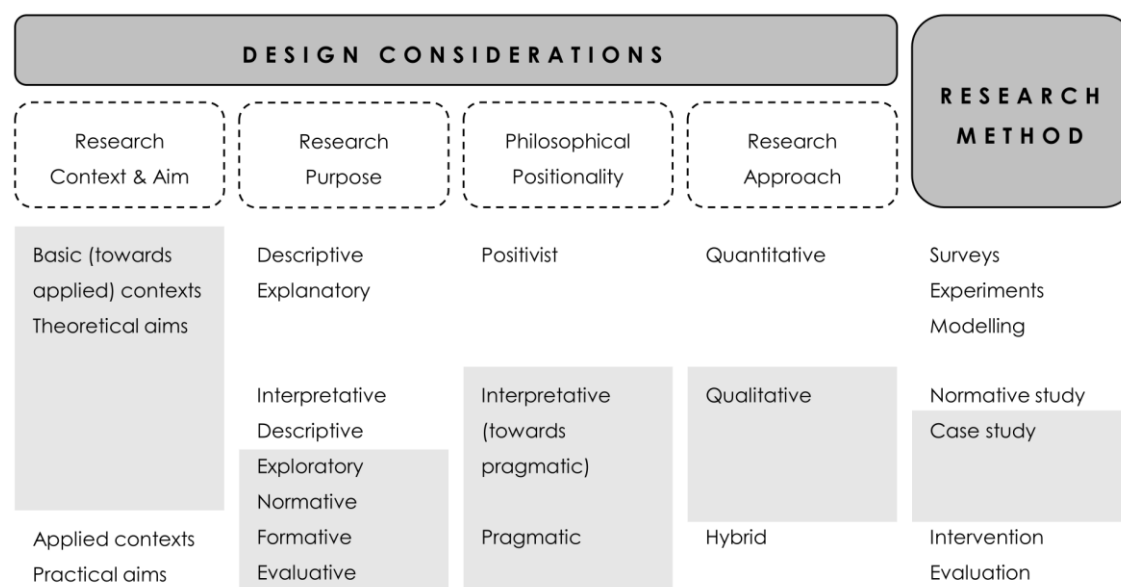 DESIGN CONSIDERATIONS
RESEARCH
METHOD
Research
Context & Aim
Research
Purpose
Philosophical
Positionality
Research
Approach
Basic (towards
applied) contexts
Theoretical aims
Applied contexts
Practical aims
Descriptive
Explanatory
Interpretative
Descriptive
Exploratory
Normative
Formative
Evaluative
Positivist
Interpretative
(towards
pragmatic)
Pragmatic
Quantitative
Qualitative
Hybrid
Surveys
Experiments
Modelling
Normative study
Case study
Intervention
Evaluation